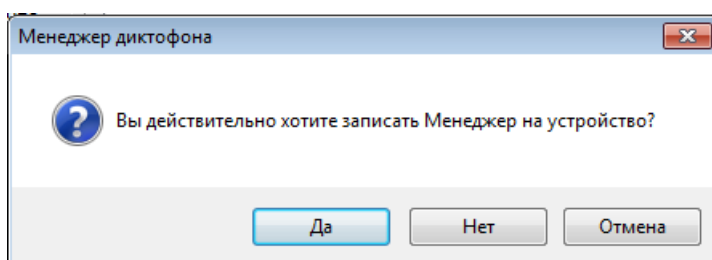 Менеджер диктофона
Вы действительно хотите записать Менеджер на устройство?
Да
Нет
Отмена